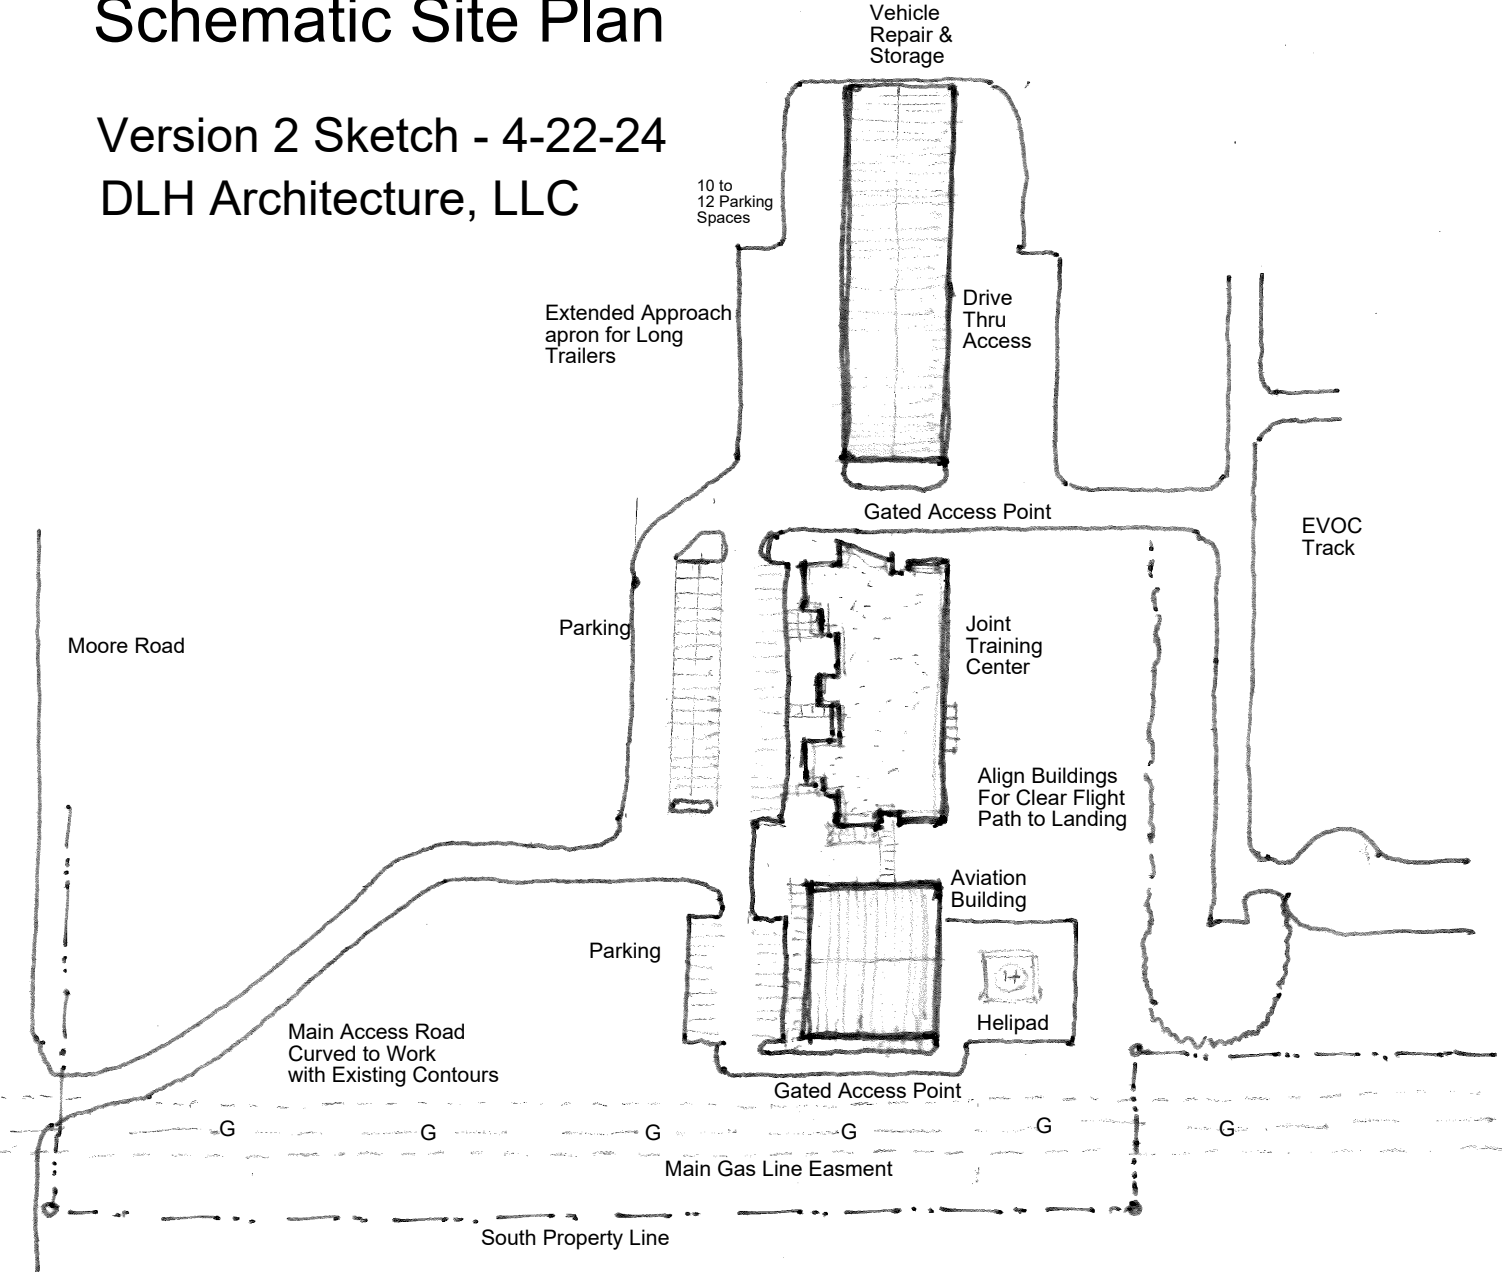 Schematic Site Plan
Version 2 Sketch - 4-22-24
DLH Architecture, LLC
Vehicle
Repair &
Storage
10 to
12 Parking
Spaces
Extended Approach
apron for Long
Trailers
Drive
Thru
Access
Gated Access Point
EVOC
Track
Parking
Joint
Training
Center
Moore Road
Align Buildings
For Clear Flight
Path to Landing
Aviation
Building
Parking
Helipad
Main Access Road
Curved to Work
with Existing Contours
Gated Access Point
G G G G G G
Main Gas Line Easment
South Property Line